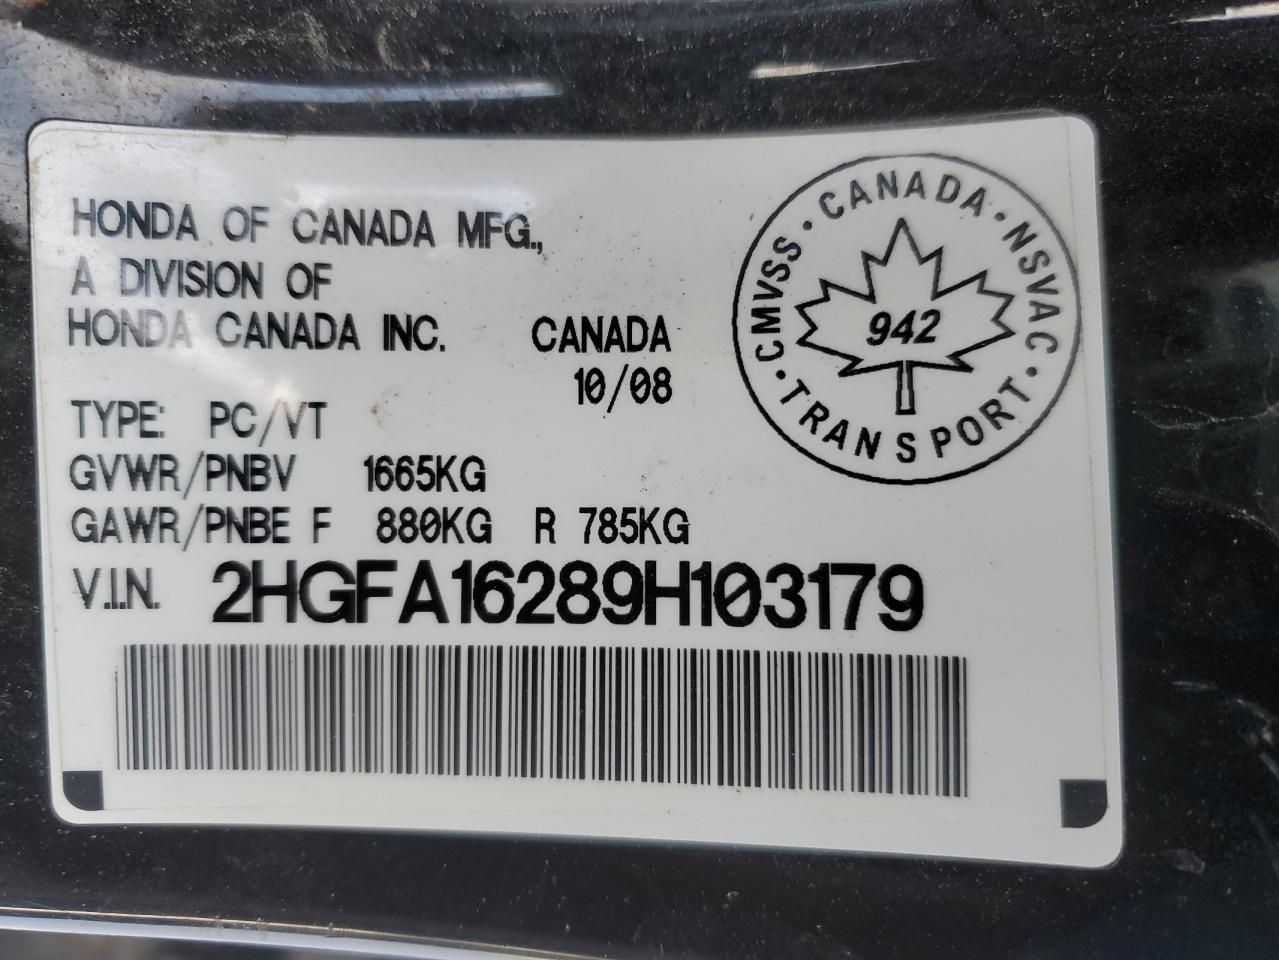 HONDA OF CANADA MFG.,
A DIVISION OF
HONDA CANADA INC. CANADA
10/08
TYPE: PC/VT
GVWR/PNBV 1665KG
GAWR/PNBE F 880KG R 785KG
V.I.N. 2HGFA16289H103179
CMVSS · CANADA · NSVAC · TRANSPORT ·
942